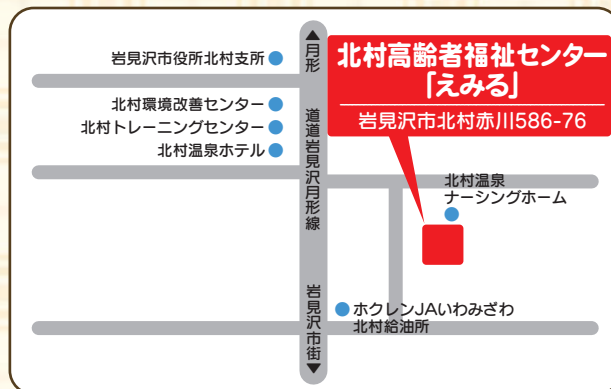 岩見沢市役所北村支所
北村環境改善センター
北村トレーニングセンター
北村温泉ホテル
▲月形
道道岩見沢月形線
岩見沢市街▼
北村高齢者福祉センター
「えみる」
岩見沢市北村赤川586-76
北村温泉
ナーシングホーム
ホクレンJAいわみざわ
北村給油所